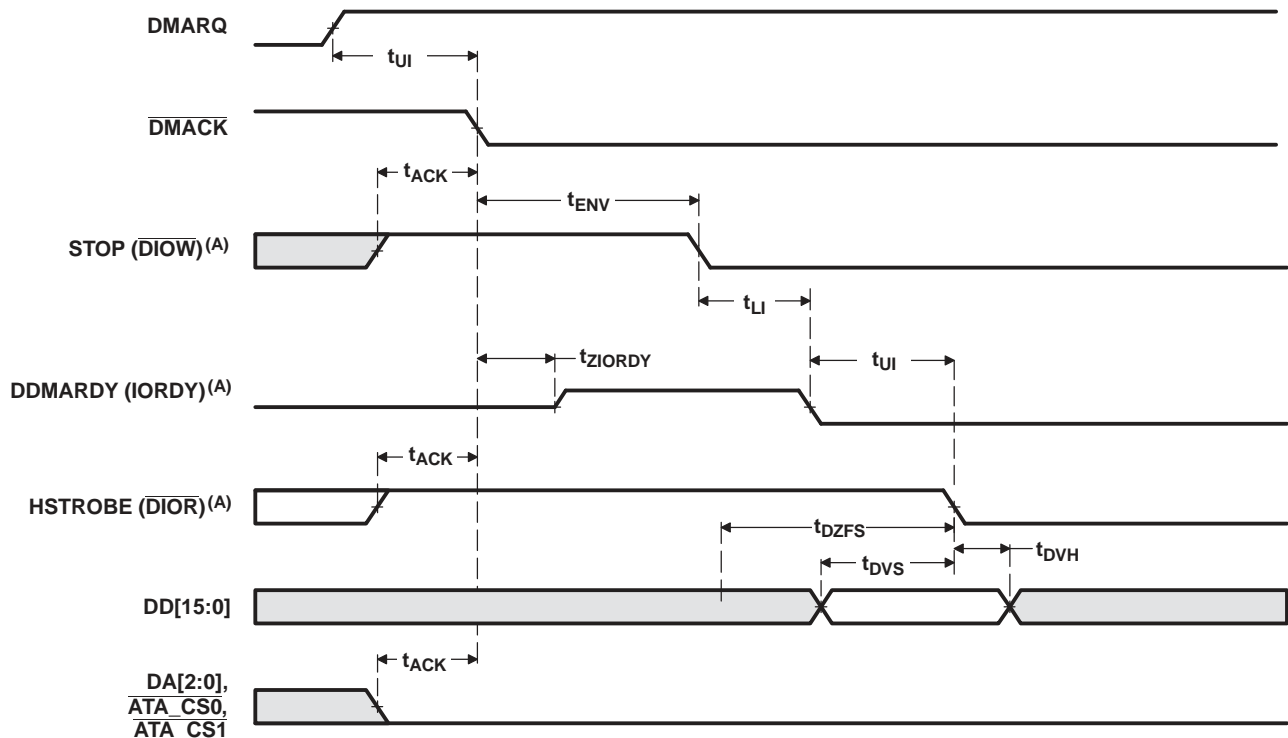 DMARQ
tUI
DMACK
tACK
tENV
STOP (DIOW)(A)
tLI
tZIORDY
tUI
DDMARDY (IORDY)(A)
tACK
HSTROBE (DIOR)(A)
tDZFS
tDVH
tDVS
DD[15:0]
tACK
DA[2:0],
ATA_CS0,
ATA_CS1